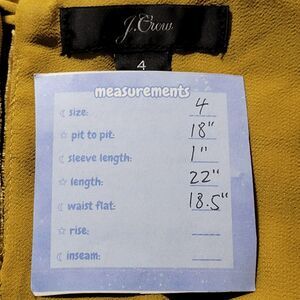 J.Crow
4
measurements
size: 4
pit to pit: 18"
sleeve length: 1"
length: 22"
waist flat: 18.5"
rise:
inseam: